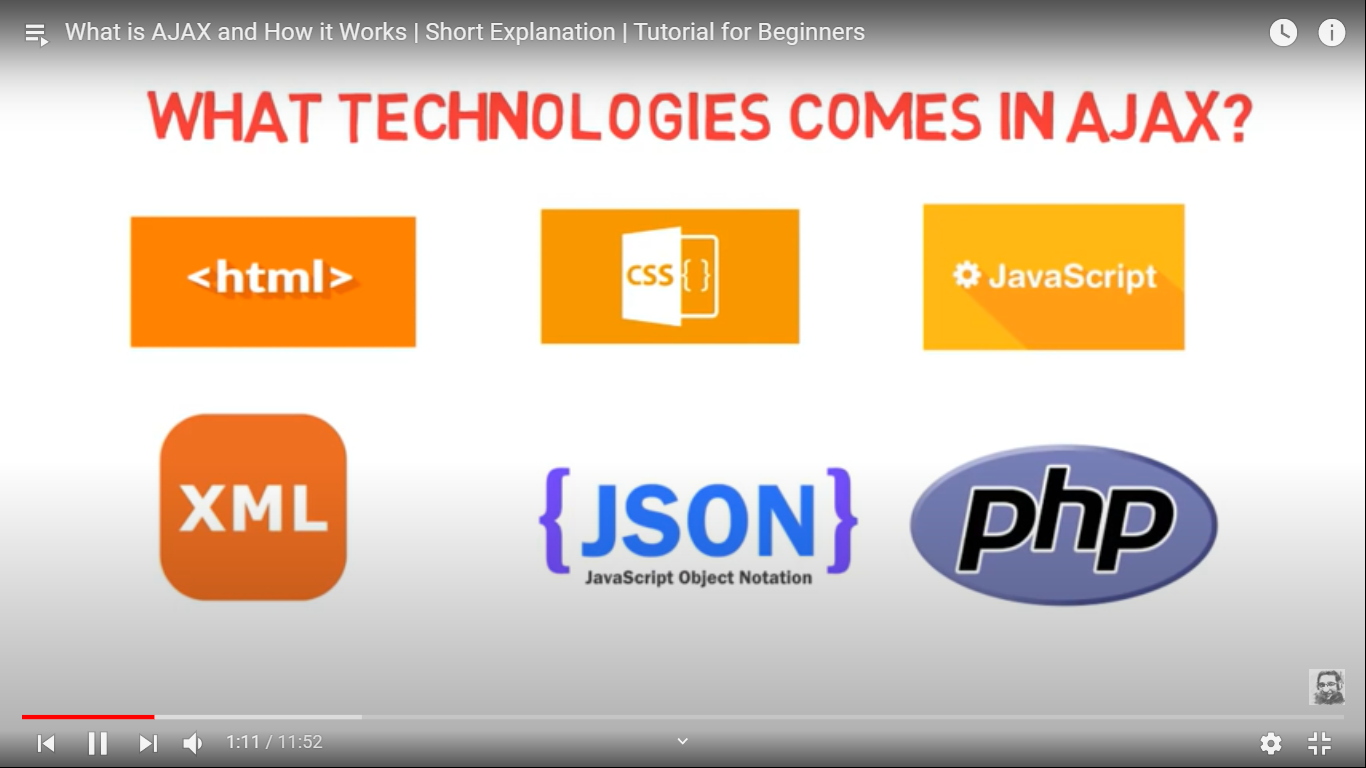 What is AJAX and How it Works | Short Explanation | Tutorial for Beginners
WHAT TECHNOLOGIES COMES IN AJAX?
<html>
CSS { }
JavaScript
XML
{JSON}
JavaScript Object Notation
php
1:11 / 11:52